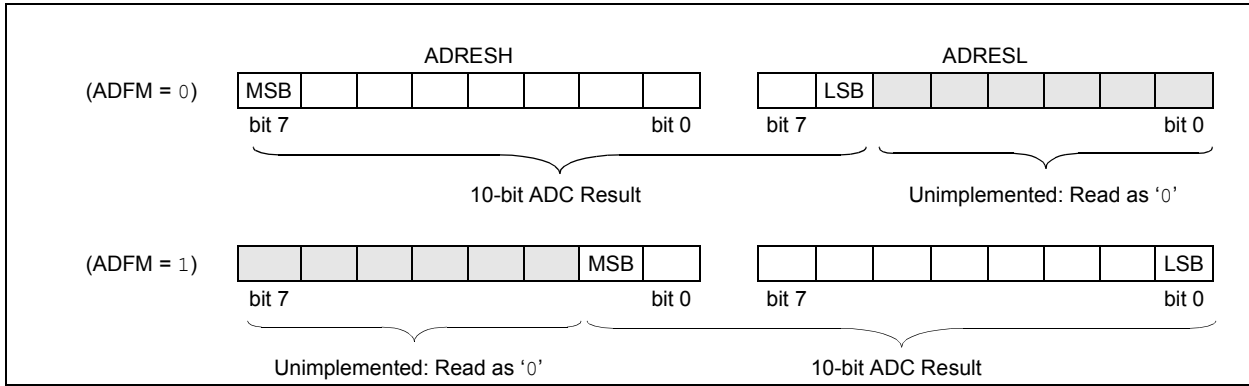 ADRESH ADRESL
(ADFM = 0) MSB LSB
bit 7 bit 0 bit 7 bit 0
10-bit ADC Result Unimplemented: Read as ‘0’
(ADFM = 1) MSB LSB
bit 7 bit 0 bit 7 bit 0
Unimplemented: Read as ‘0’ 10-bit ADC Result